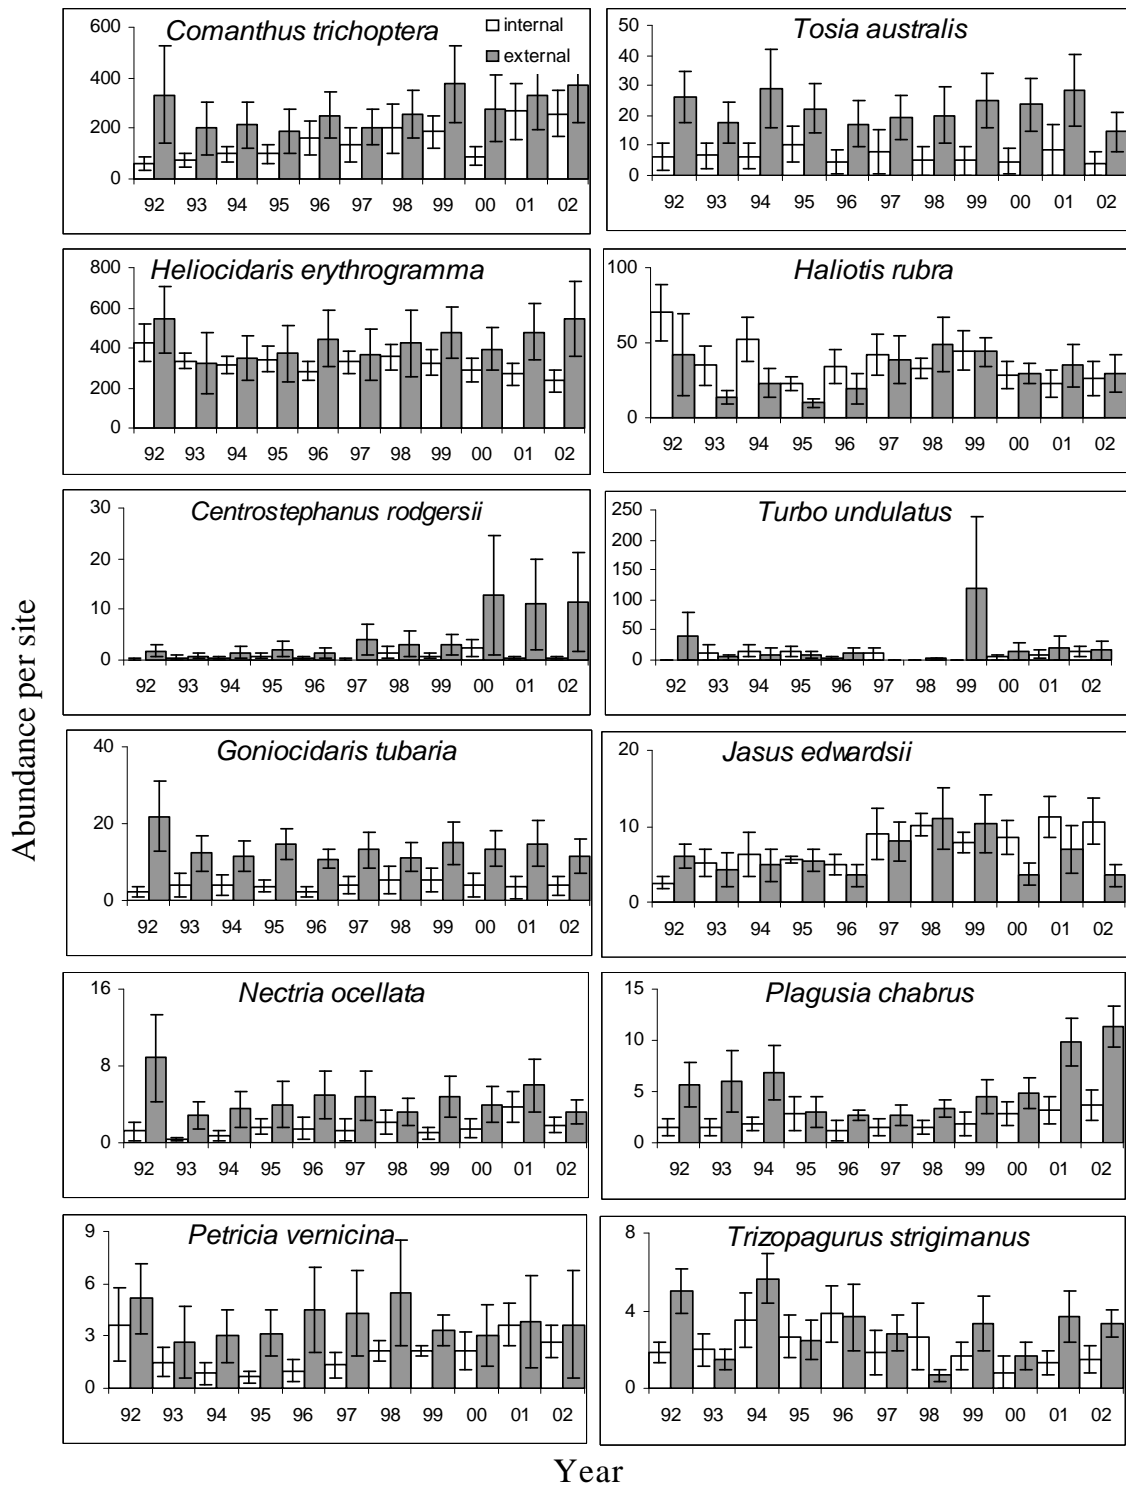 Comanthus trichoptera
internal
external
600
400
200
0
92 93 94 95 96 97 98 99 00 01 02
Tosia australis
50
40
30
20
10
0
92 93 94 95 96 97 98 99 00 01 02
Heliocidaris erythrogramma
800
600
400
200
0
92 93 94 95 96 97 98 99 00 01 02
Haliotis rubra
100
50
0
92 93 94 95 96 97 98 99 00 01 02
Centrostephanus rodgersii
30
20
10
0
92 93 94 95 96 97 98 99 00 01 02
Turbo undulatus
250
200
150
100
50
0
92 93 94 95 96 97 98 99 00 01 02
Abundance per site
Goniocidaris tubaria
40
20
0
92 93 94 95 96 97 98 99 00 01 02
Jasus edwardsii
20
10
0
92 93 94 95 96 97 98 99 00 01 02
Nectria ocellata
16
8
0
92 93 94 95 96 97 98 99 00 01 02
Plagusia chabrus
15
10
5
0
92 93 94 95 96 97 98 99 00 01 02
Petricia vernicina
9
6
3
0
92 93 94 95 96 97 98 99 00 01 02
Trizopagurus strigimanus
8
4
0
92 93 94 95 96 97 98 99 00 01 02
Year